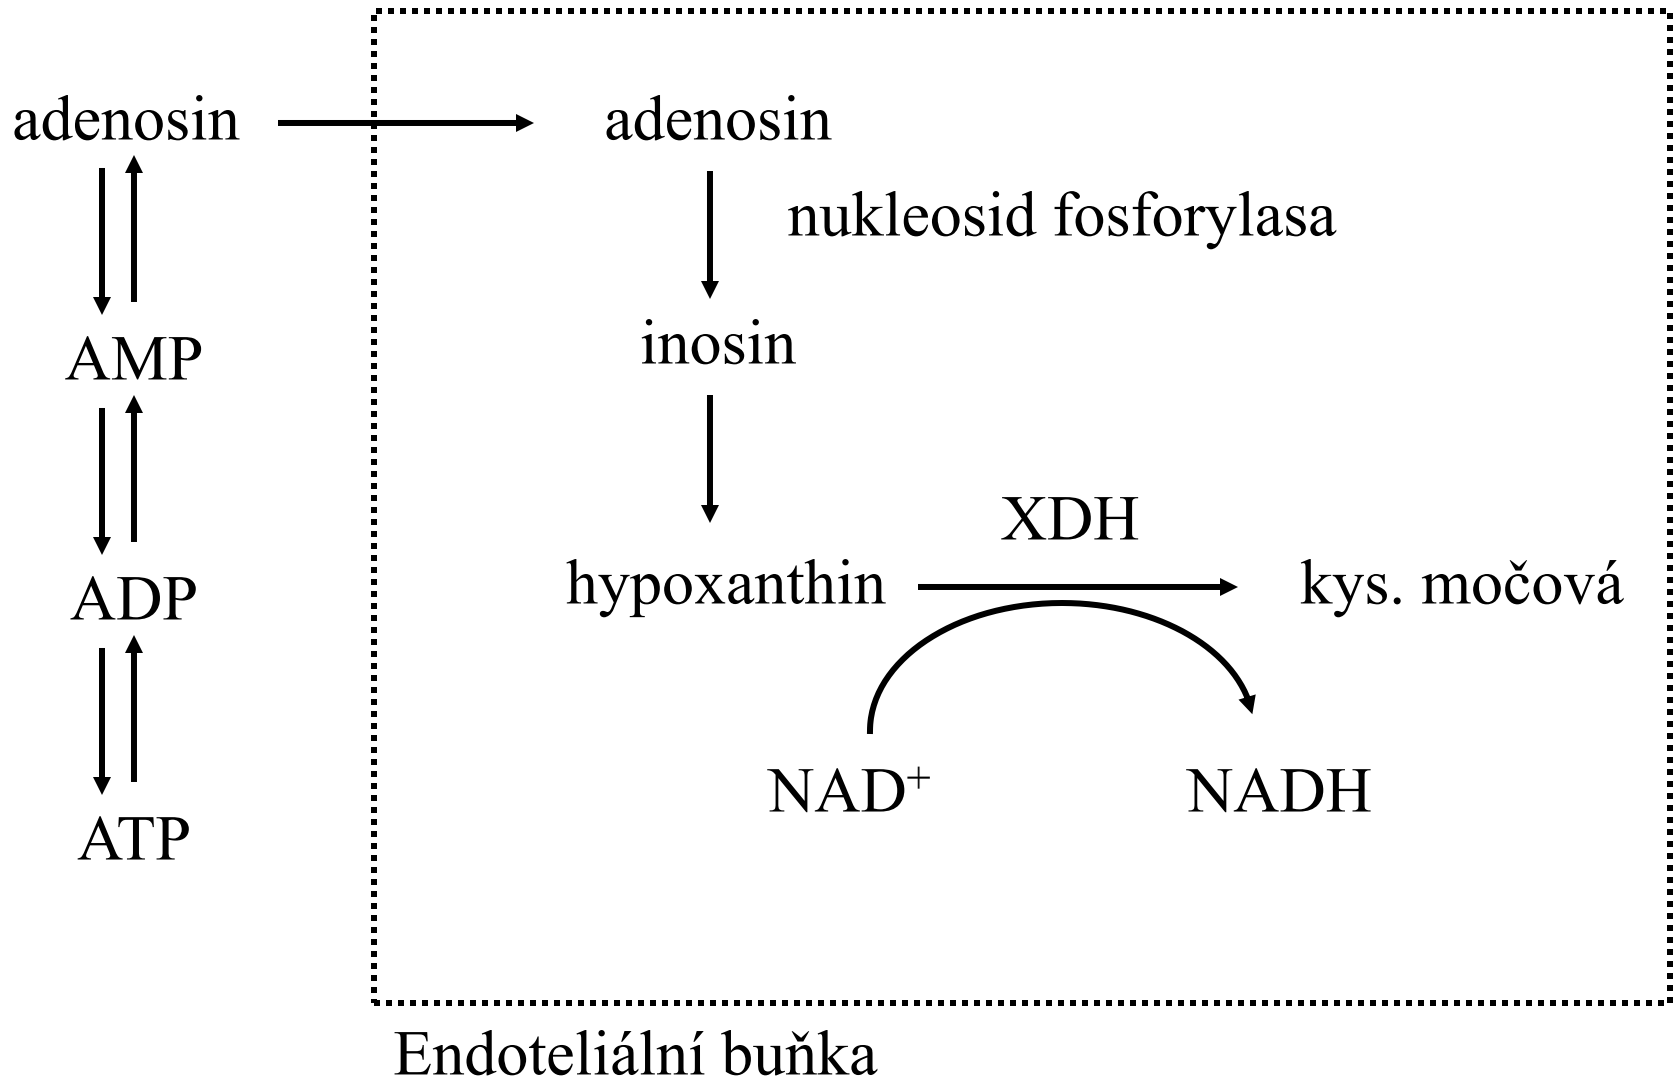 adenosin
adenosin
nukleosid fosforylasa
inosin
AMP
XDH
hypoxanthin
kys. močová
ADP
NAD⁺
NADH
ATP
Endoteliální buňka